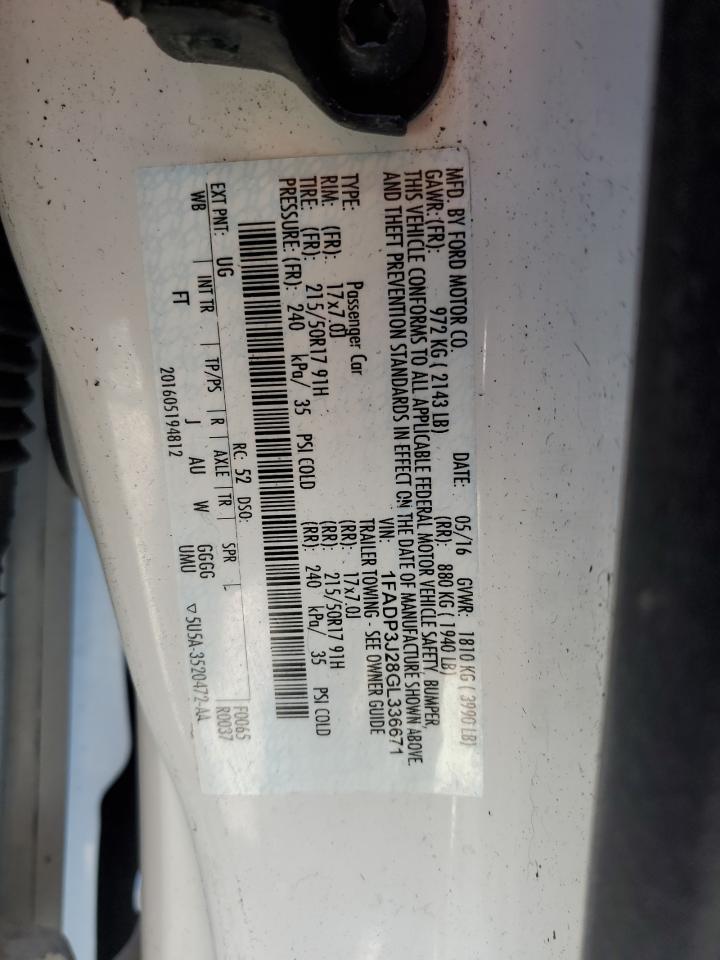 MFD. BY FORD MOTOR CO. DATE: 05/16 GVWR: 1810 KG ( 3990 LB)
GAWR: (FR): 972 KG ( 2143 LB) (RR): 880 KG ( 1940 LB)
THIS VEHICLE CONFORMS TO ALL APPLICABLE FEDERAL MOTOR VEHICLE SAFETY, BUMPER,
AND THEFT PREVENTION STANDARDS IN EFFECT ON THE DATE OF MANUFACTURE SHOWN ABOVE.
VIN: 1FADP3J28GL336671
TYPE: Passenger Car TRAILER TOWING - SEE OWNER GUIDE
RIM: (FR): 17x7.0J (RR): 17x7.0J
TIRE: (FR): 215/50R17 91H (RR): 215/50R17 91H
PRESSURE: (FR): 240 kPa/ 35 PSI COLD (RR): 240 kPa/ 35 PSI COLD
F0065
EXT PNT: UG RC: 52 DSO: R0037
WB INT TR TP/PS R AXLE TR SPR
FT J AU W GGGG
UMU
201605194812 ▽ 5U5A-3520472-AA